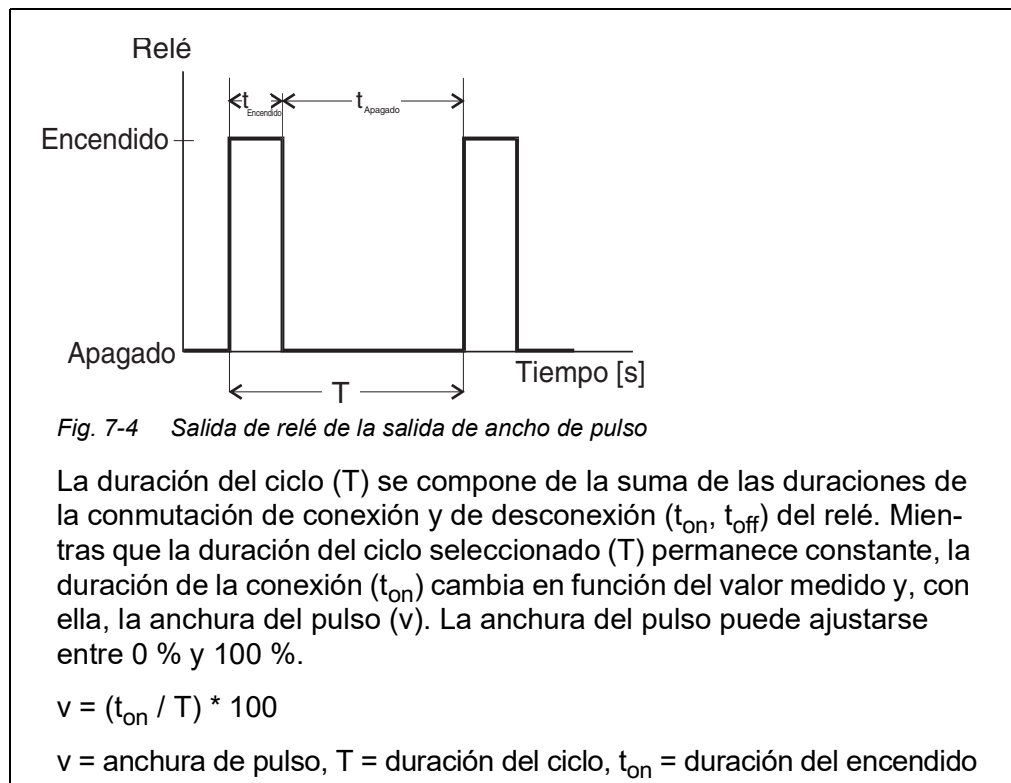 Relé
t Encendido
t Apagado
Encendido
Apagado
Tiempo [s]
T
Fig. 7-4 Salida de relé de la salida de ancho de pulso
La duración del ciclo (T) se compone de la suma de las duraciones de
la conmutación de conexión y de desconexión (ton, toff) del relé. Mien-
tras que la duración del ciclo seleccionado (T) permanece constante, la
duración de la conexión (ton) cambia en función del valor medido y, con
ella, la anchura del pulso (v). La anchura del pulso puede ajustarse
entre 0 % y 100 %.
v = (ton / T) * 100
v = anchura de pulso, T = duración del ciclo, ton = duración del encendido